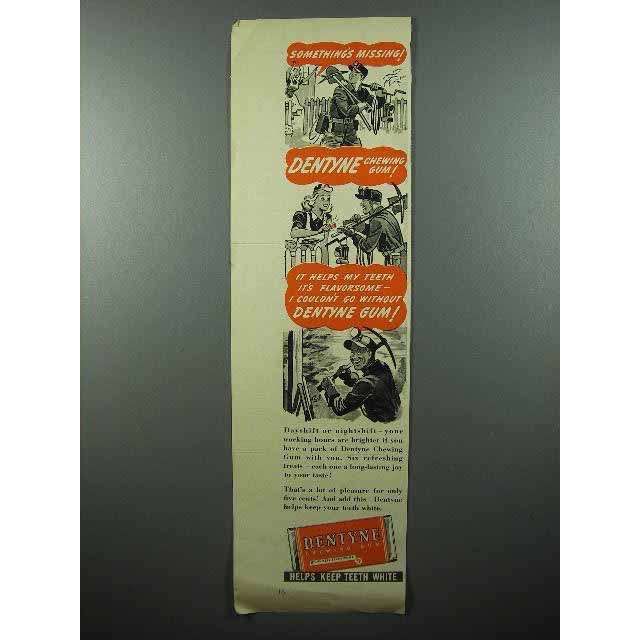 SOMETHING'S MISSING!
DENTYNE CHEWING
GUM!
IT HELPS MY TEETH
IT'S FLAVORSOME—
I COULDN'T GO WITHOUT
DENTYNE GUM!
Dayshift or nightshift—your
working hours are brighter if you
have a pack of Dentyne Chewing
Gum with you. Six refreshing
treats—each one a long-lasting joy
to your taste!
That's a lot of pleasure for only
five cents! And add this—Dentyne
helps keep your teeth white.
DENTYNE
CHEWING GUM
HELPS KEEP TEETH WHITE